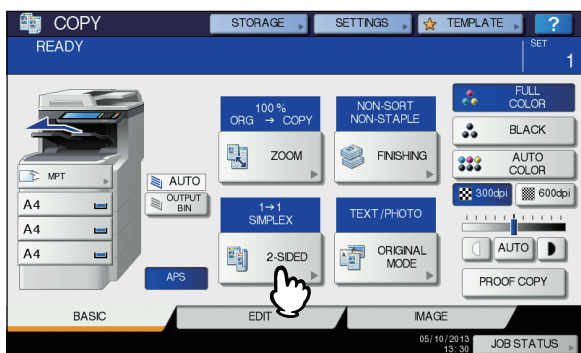 COPY
STORAGE
SETTINGS
TEMPLATE
?
READY
SET
1
100 %
ORG → COPY
ZOOM
NON-SORT
NON-STAPLE
FINISHING
FULL
COLOR
BLACK
AUTO
COLOR
300dpi
600dpi
MPT
A4
A4
A4
AUTO
OUTPUT
BIN
APS
1→1
SIMPLEX
2-SIDED
TEXT/PHOTO
ORIGINAL
MODE
AUTO
PROOF COPY
BASIC
EDIT
IMAGE
05/10/2013
13:30
JOB STATUS